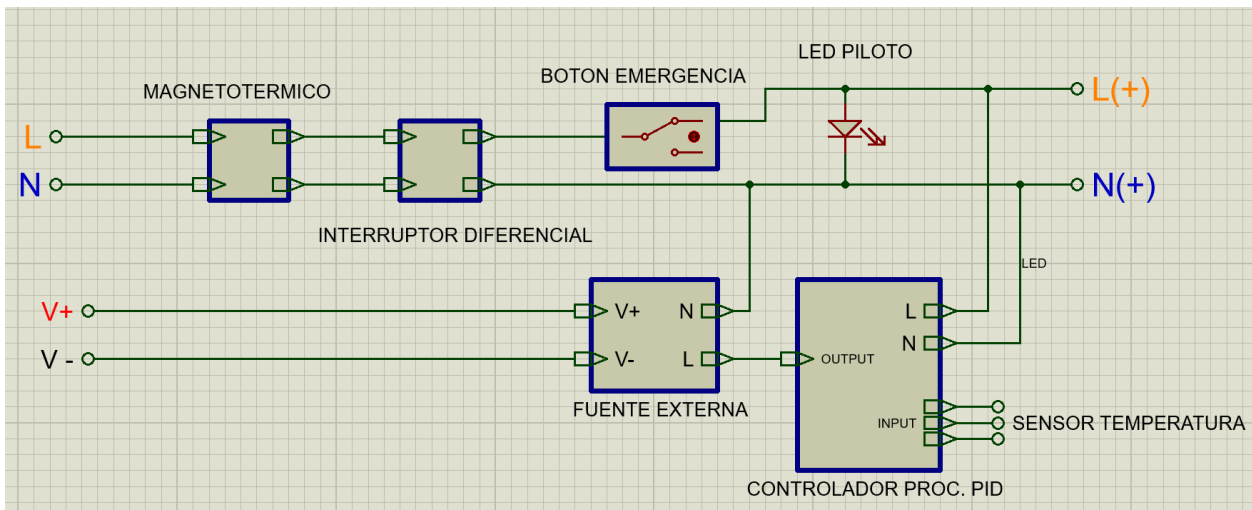 LED PILOTO
BOTON EMERGENCIA
MAGNETOTERMICO
L(+)
L
N
N(+)
INTERRUPTOR DIFERENCIAL
LED
V+
V+ N
L
N
V -
V- L
OUTPUT
FUENTE EXTERNA
INPUT
SENSOR TEMPERATURA
CONTROLADOR PROC. PID